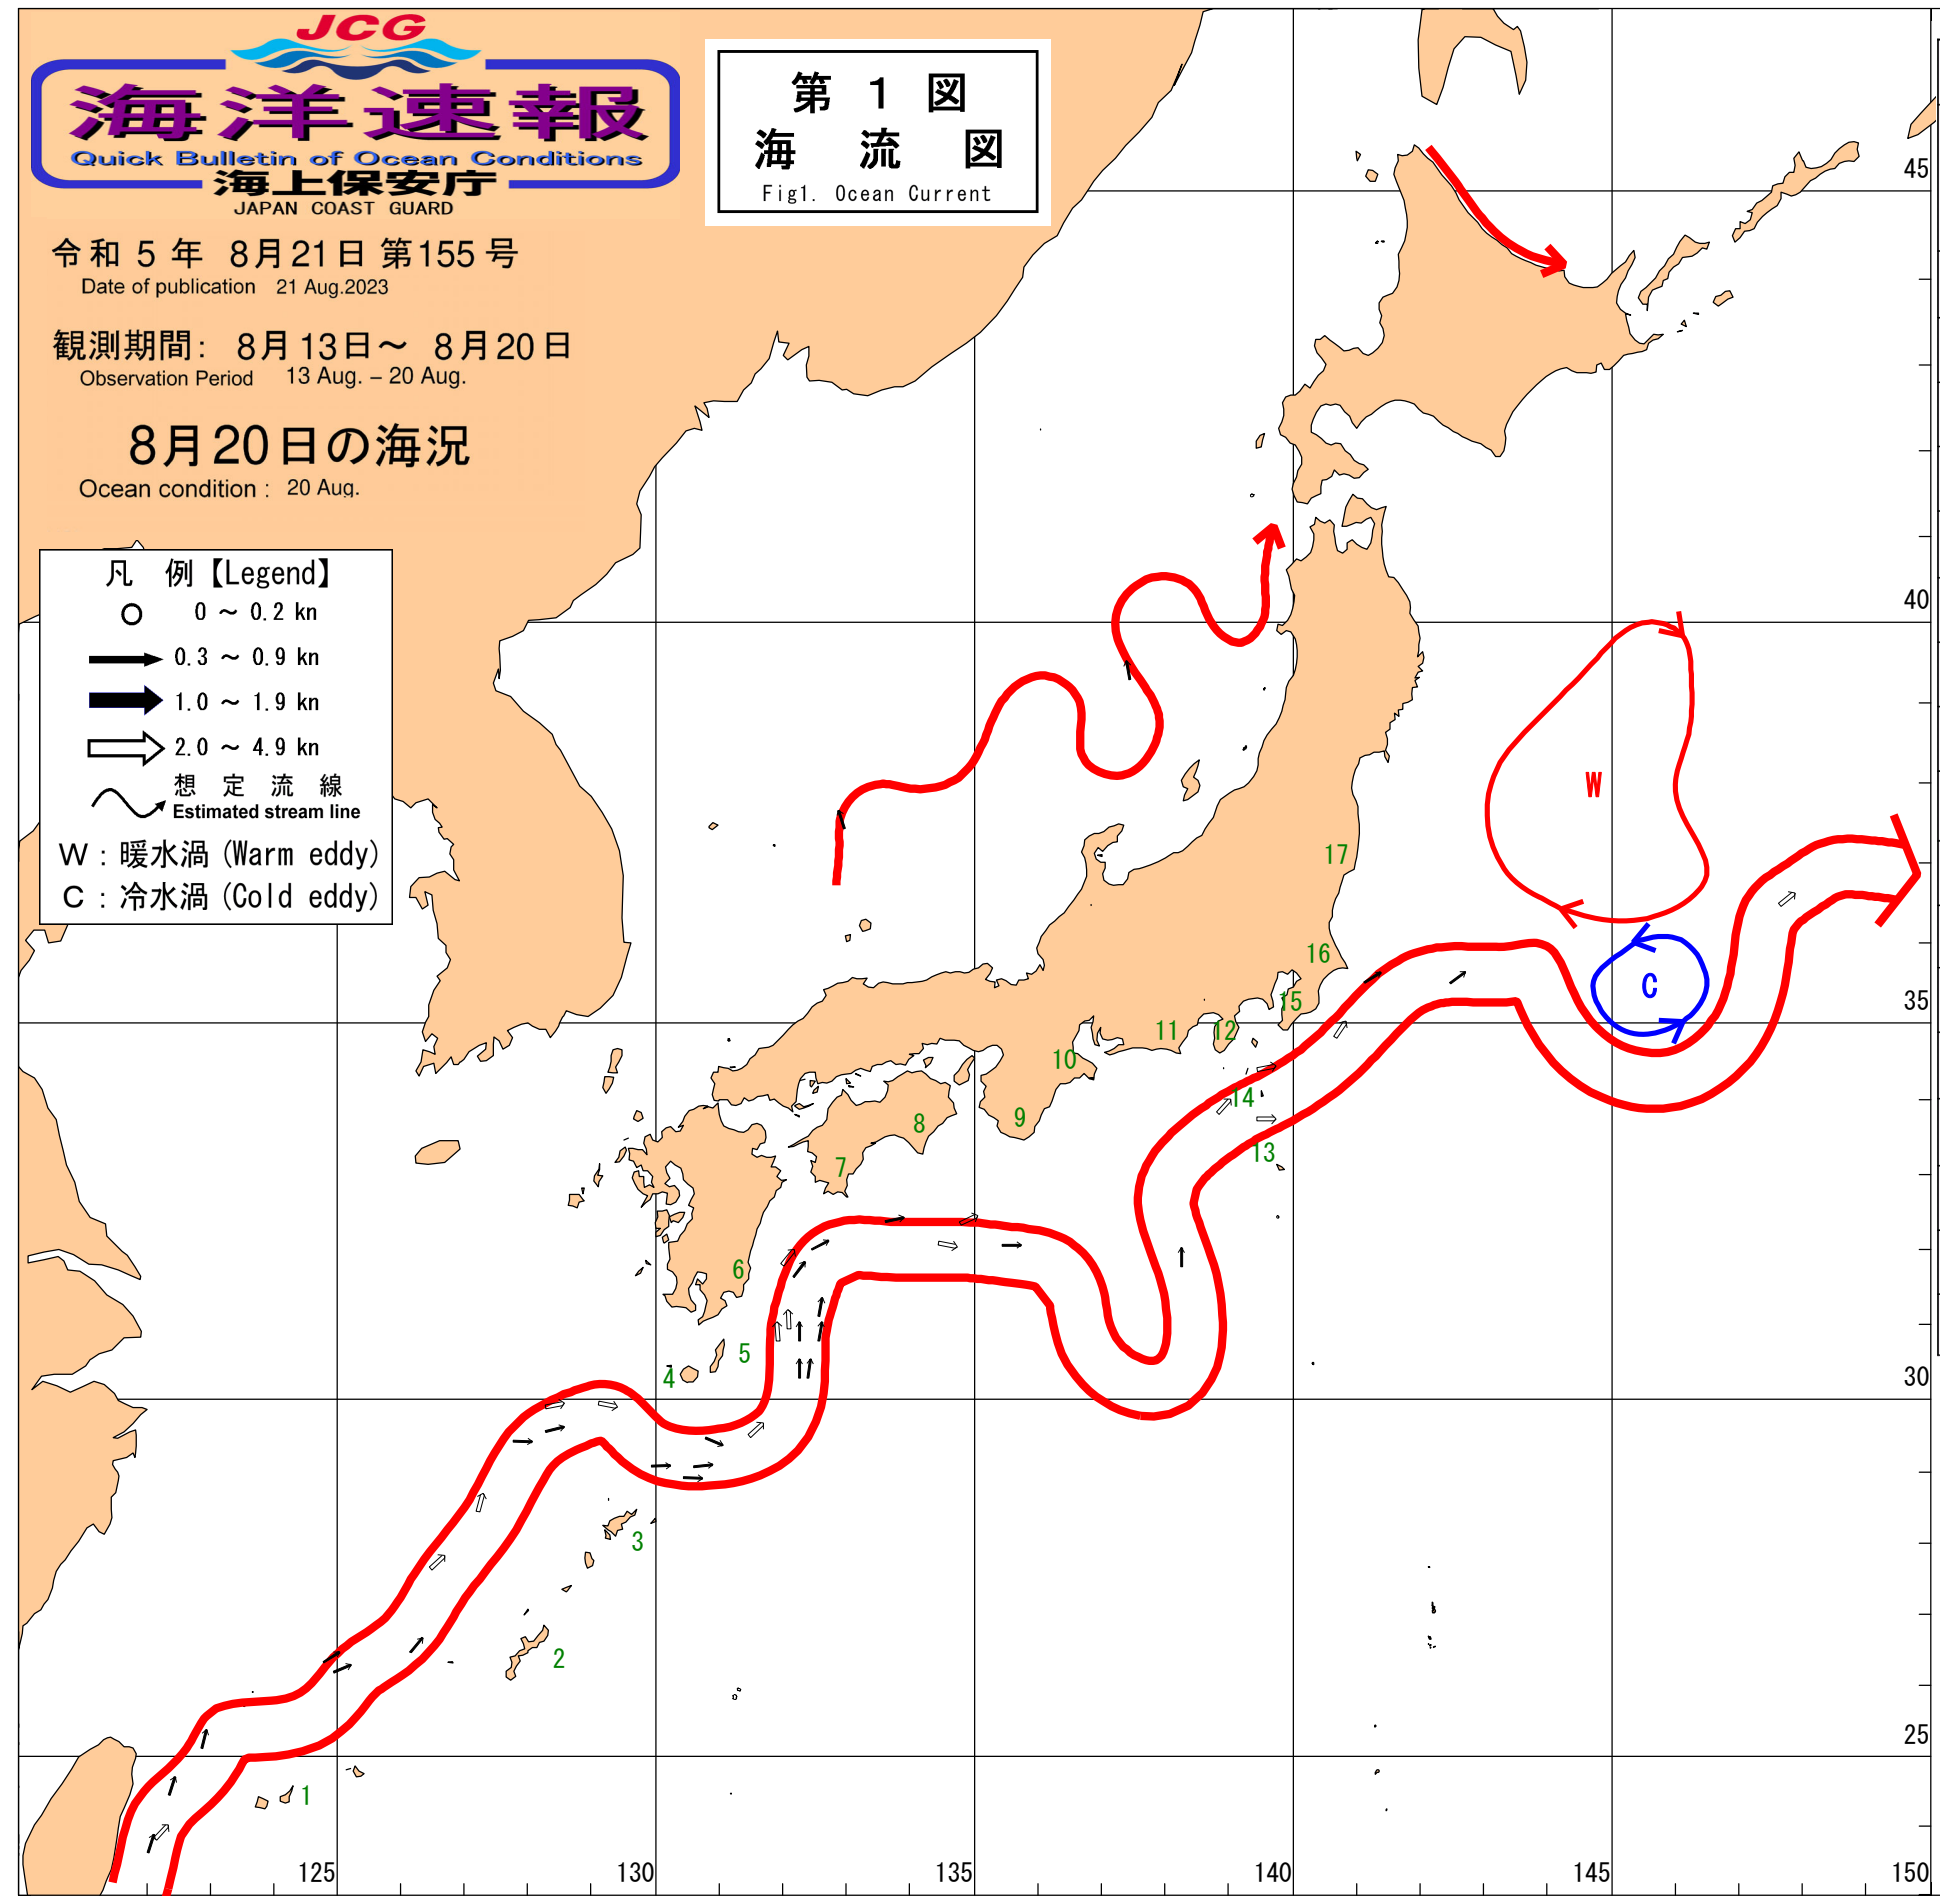 JCG
海洋速報
Quick Bulletin of Ocean Conditions
海上保安庁
JAPAN COAST GUARD
令和 5 年 8月21日 第155号
Date of publication 21 Aug.2023
観測期間: 8月13日～ 8月20日
Observation Period 13 Aug. – 20 Aug.
8月20日の海況
Ocean condition : 20 Aug.
第 1 図
海 流 図
Fig1. Ocean Current
凡 例【Legend】
0 ～ 0.2 kn
0.3 ～ 0.9 kn
1.0 ～ 1.9 kn
2.0 ～ 4.9 kn
想 定 流 線
Estimated stream line
W : 暖水渦 (Warm eddy)
C : 冷水渦 (Cold eddy)
45
40
W
17
16
C
15
35
12
11
10
14
9
8
13
7
6
5
4
30
3
2
25
1
125
130
135
140
145
150